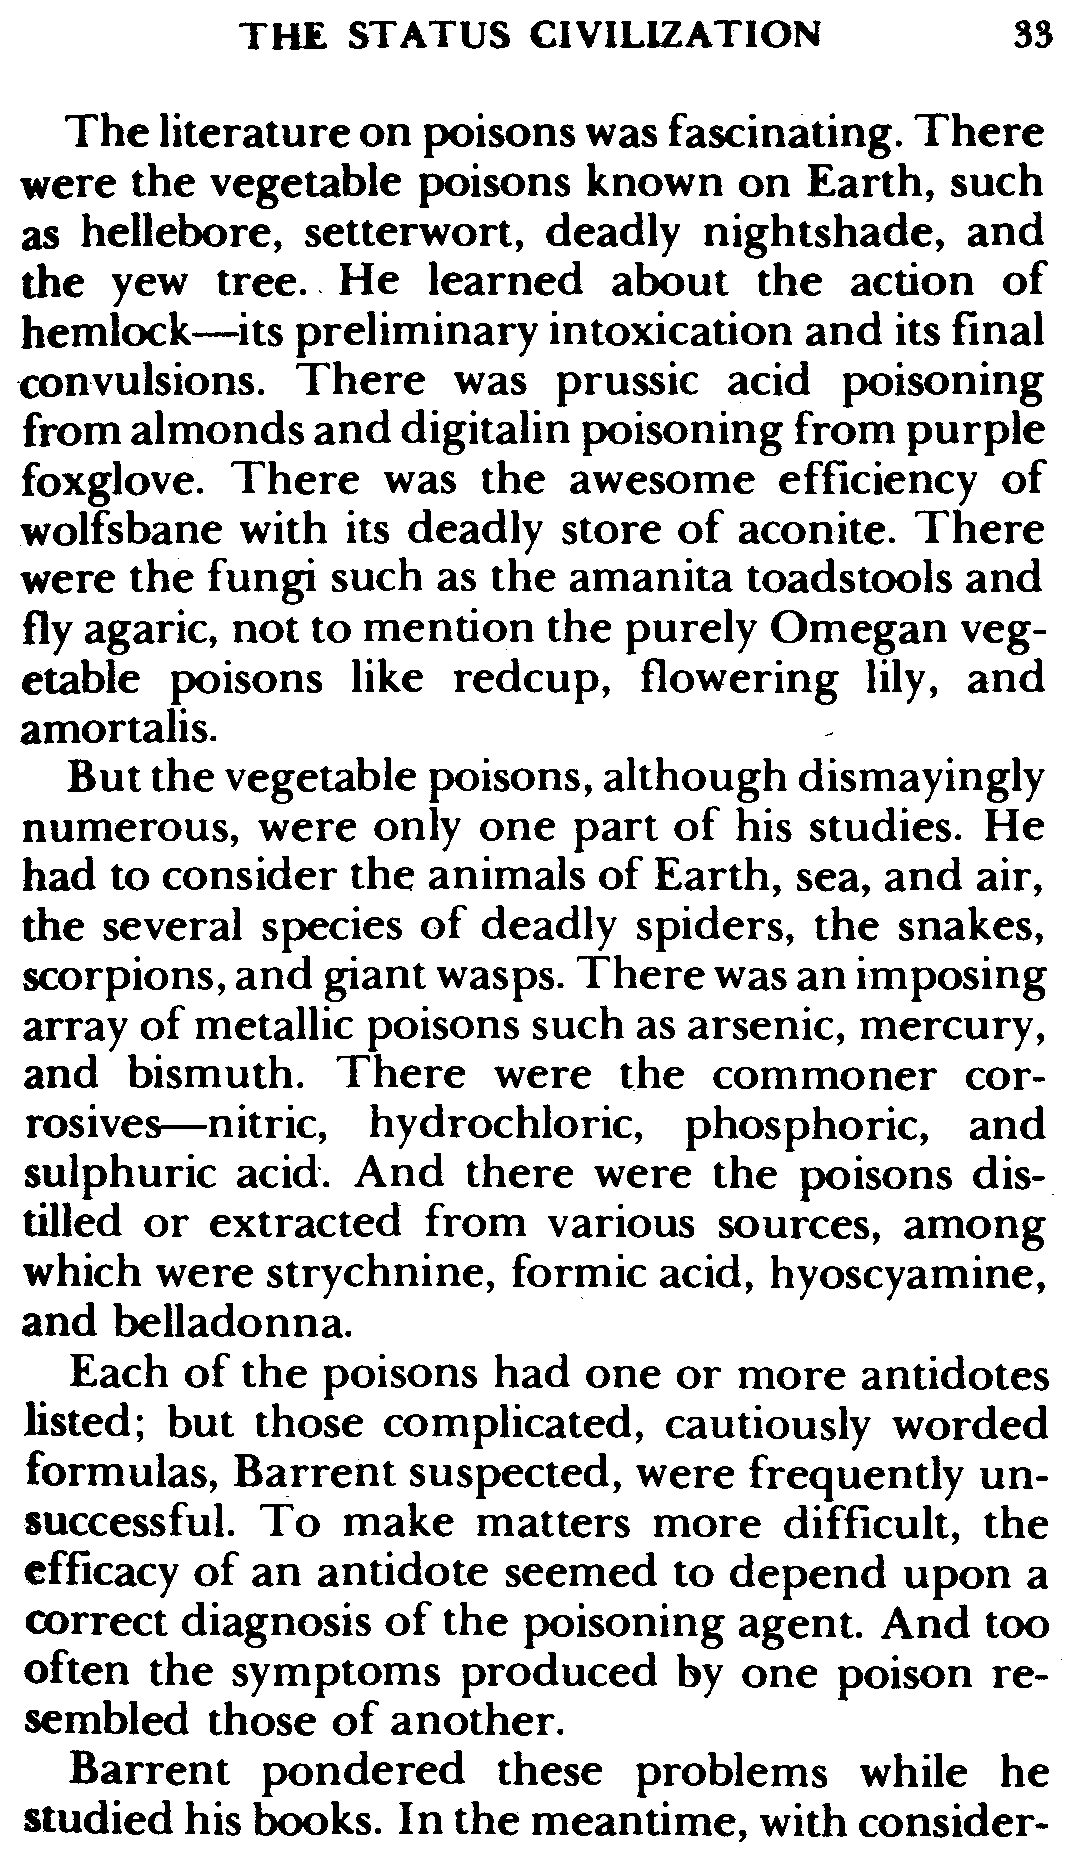 THE STATUS CIVILIZATION 33
The literature on poisons was fascinating. There
were the vegetable poisons known on Earth, such
as hellebore, setterwort, deadly nightshade, and
the yew tree. He learned about the action of
hemlock—its preliminary intoxication and its final
convulsions. There was prussic acid poisoning
from almonds and digitalin poisoning from purple
foxglove. There was the awesome efficiency of
wolfsbane with its deadly store of aconite. There
were the fungi such as the amanita toadstools and
fly agaric, not to mention the purely Omegan veg-
etable poisons like redcup, flowering lily, and
amortalis.
But the vegetable poisons, although dismayingly
numerous, were only one part of his studies. He
had to consider the animals of Earth, sea, and air,
the several species of deadly spiders, the snakes,
scorpions, and giant wasps. There was an imposing
array of metallic poisons such as arsenic, mercury,
and bismuth. There were the commoner cor-
rosives—nitric, hydrochloric, phosphoric, and
sulphuric acid. And there were the poisons dis-
tilled or extracted from various sources, among
which were strychnine, formic acid, hyoscyamine,
and belladonna.
Each of the poisons had one or more antidotes
listed; but those complicated, cautiously worded
formulas, Barrent suspected, were frequently un-
successful. To make matters more difficult, the
efficacy of an antidote seemed to depend upon a
correct diagnosis of the poisoning agent. And too
often the symptoms produced by one poison re-
sembled those of another.
Barrent pondered these problems while he
studied his books. In the meantime, with consider-